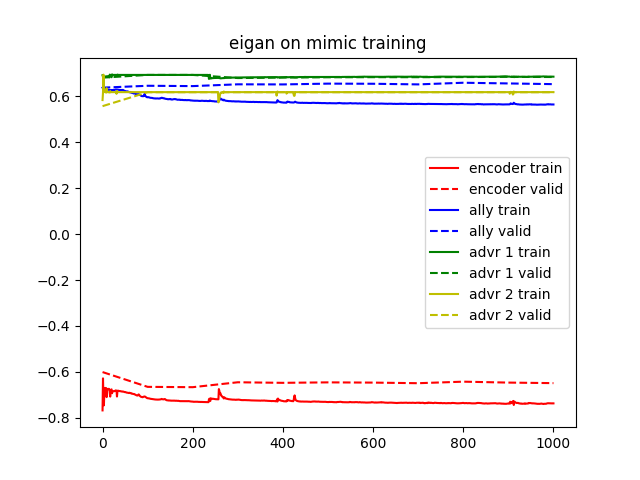 eigan on mimic training
0.6
0.4
0.2
0.0
−0.2
−0.4
−0.6
−0.8
encoder train
encoder valid
ally train
ally valid
advr 1 train
advr 1 valid
advr 2 train
advr 2 valid
0 200 400 600 800 1000